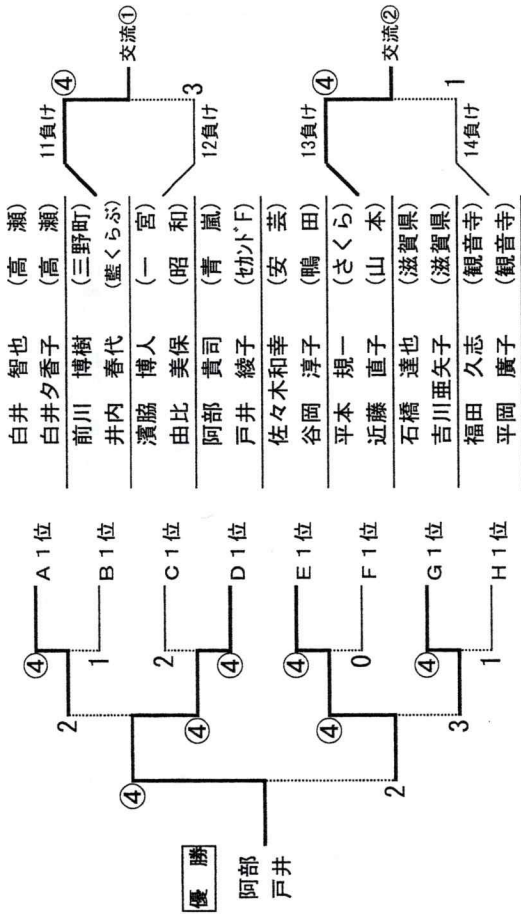 優 勝
阿部
戸井
④
2
2
④
④
3
④
1
2
④
④
0
④
1
A1位
B1位
C1位
D1位
E1位
F1位
G1位
H1位
白井 智也 (高 瀬)
白井夕香子 (高 瀬)
前川 博樹 (三野町)
井内 春代 (藍くらぶ)
濱脇 博人 (一 宮)
由比 美保 (昭 和)
阿部 貴司 (青 嵐)
戸井 綾子 (セカンドF)
佐々木和幸 (安 芸)
谷岡 淳子 (鴨 田)
平本 規一 (さくら)
近藤 直子 (山 本)
石橋 達也 (滋賀県)
吉川亜矢子 (滋賀県)
福田 久志 (観音寺)
平岡 廣子 (観音寺)
11負け
④
12負け
3
交流①
13負け
④
14負け
1
交流②